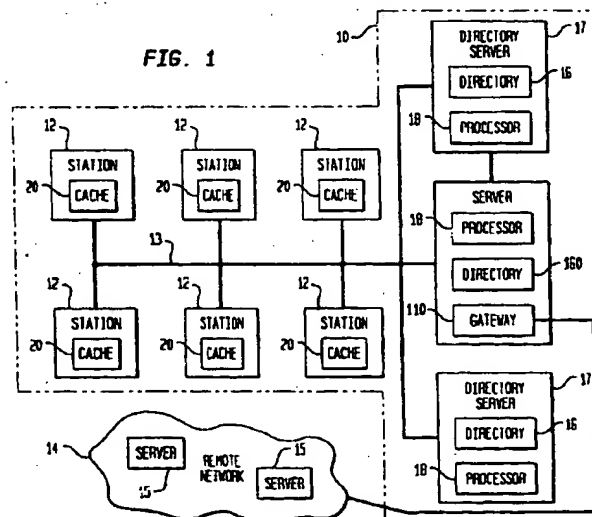 FIG. 1
10
DIRECTORY SERVER
17
DIRECTORY
16
18
PROCESSOR
12
STATION
20
CACHE
12
STATION
20
CACHE
12
STATION
20
CACHE
SERVER
18
PROCESSOR
DIRECTORY
160
110
GATEWAY
13
12
STATION
20
CACHE
12
STATION
20
CACHE
12
STATION
20
CACHE
DIRECTORY SERVER
17
DIRECTORY
16
18
PROCESSOR
14
SERVER
15
REMOTE NETWORK
15
SERVER